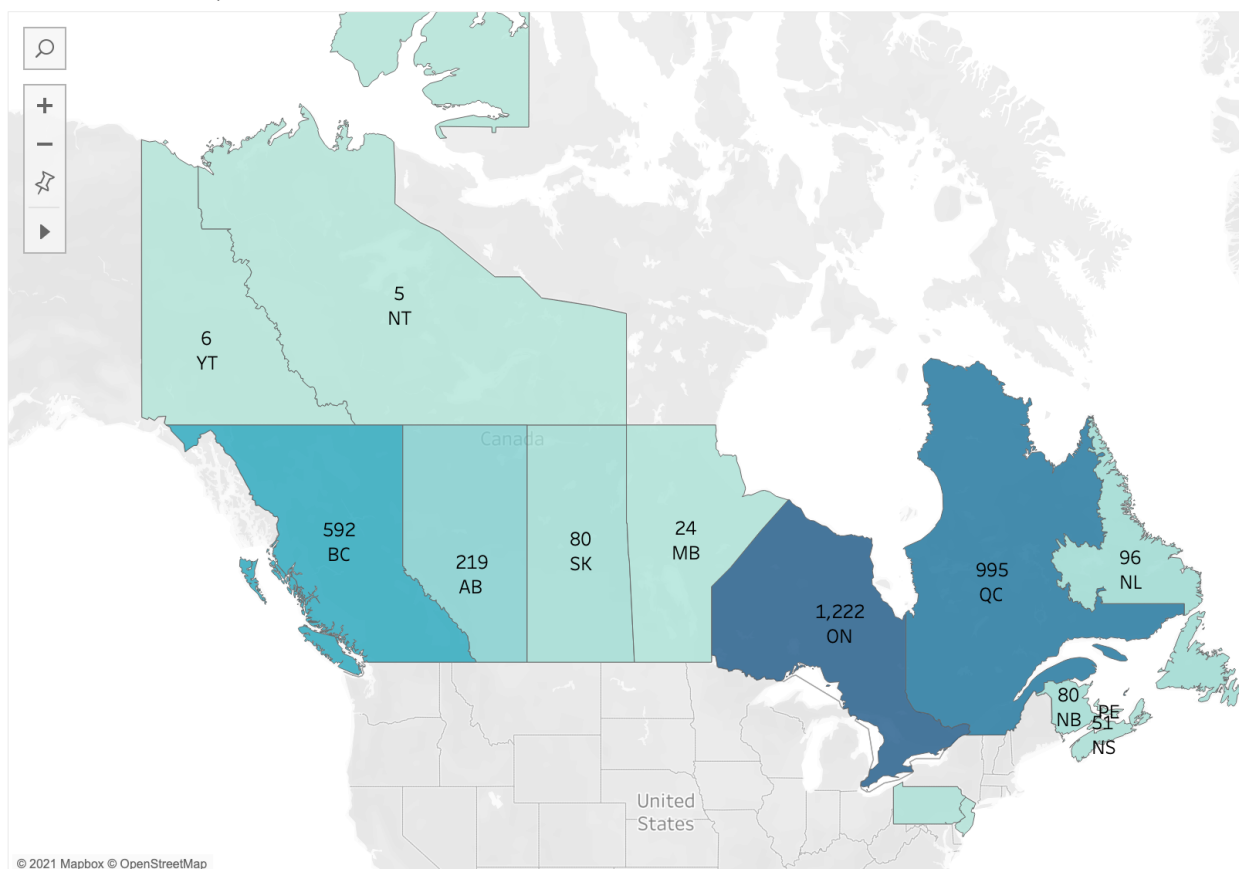 5
NT
6
YT
Canada
592
BC
219
AB
80
SK
24
MB
1,222
ON
995
QC
96
NL
80
NB
PE
51
NS
United
States
© 2021 Mapbox © OpenStreetMap